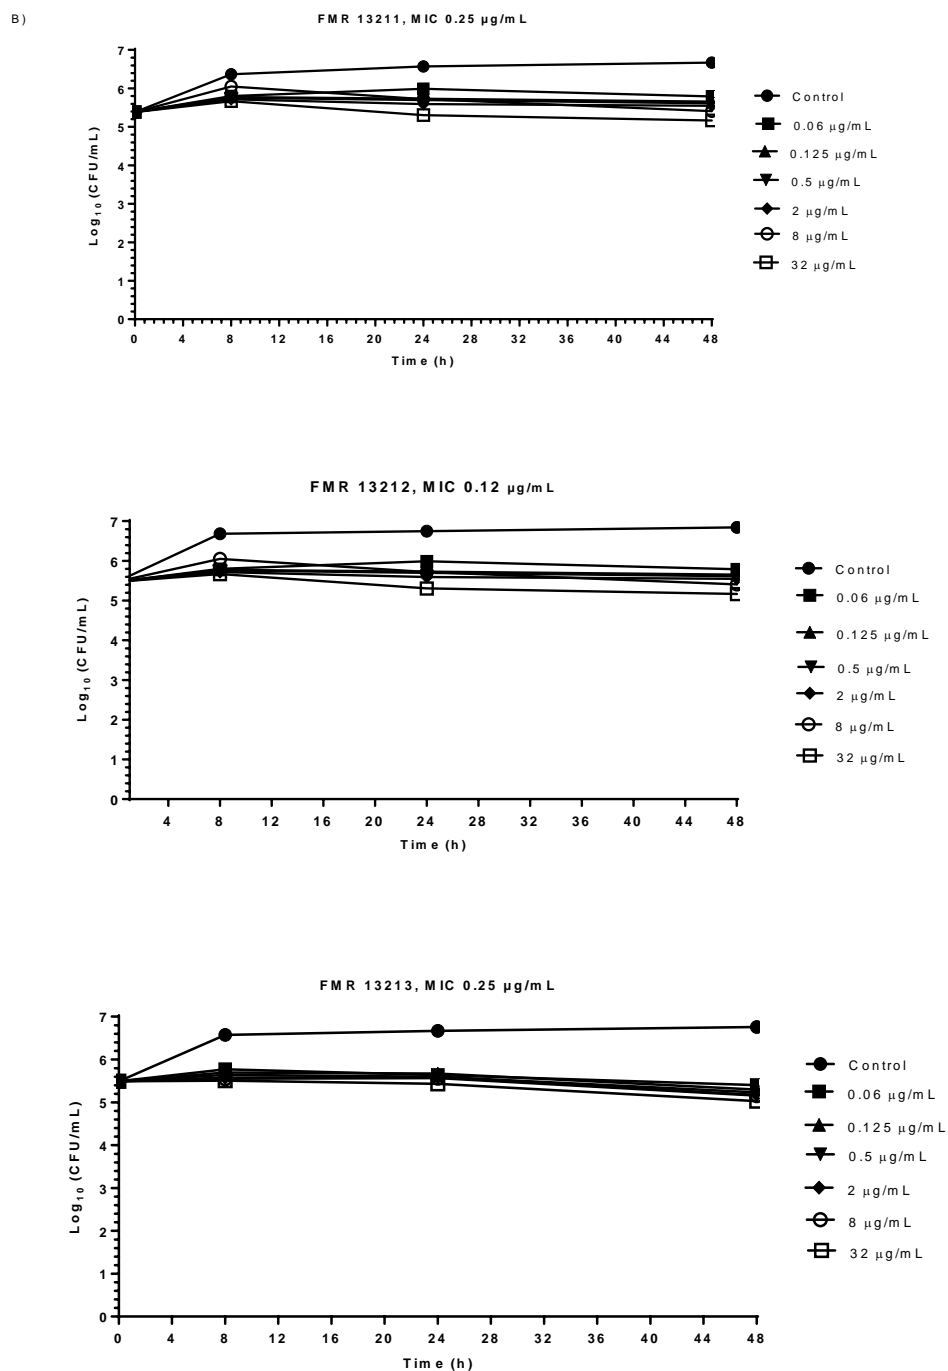 B)
FMR 13211, MIC 0.25 µg/mL
7
6
5
4
3
2
1
0
Log10 (CFU/mL)
0 4 8 12 16 20 24 28 32 36 40 44 48
Time (h)
Control
0.06 µg/mL
0.125 µg/mL
0.5 µg/mL
2 µg/mL
8 µg/mL
32 µg/mL
FMR 13212, MIC 0.12 µg/mL
7
6
5
4
3
2
1
0
Log10 (CFU/mL)
4 8 12 16 20 24 28 32 36 40 44 48
Time (h)
Control
0.06 µg/mL
0.125 µg/mL
0.5 µg/mL
2 µg/mL
8 µg/mL
32 µg/mL
FMR 13213, MIC 0.25 µg/mL
7
6
5
4
3
2
1
0
Log10 (CFU/mL)
0 4 8 12 16 20 24 28 32 36 40 44 48
Time (h)
Control
0.06 µg/mL
0.125 µg/mL
0.5 µg/mL
2 µg/mL
8 µg/mL
32 µg/mL